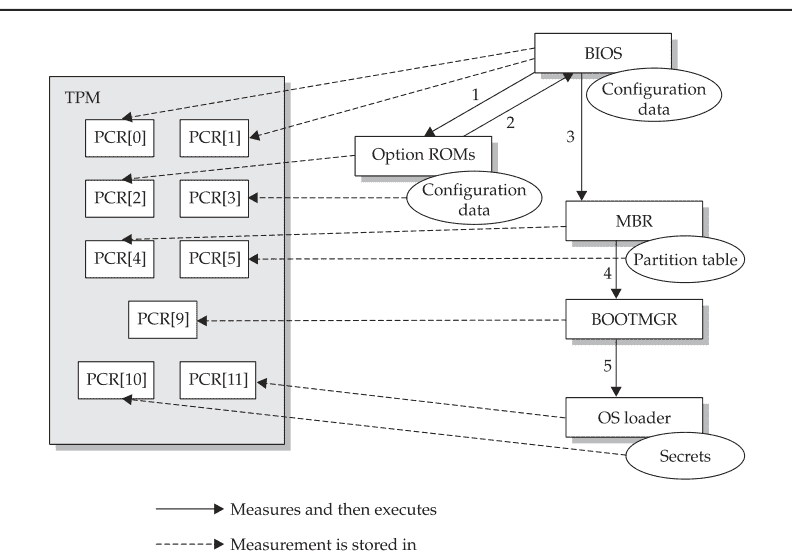 BIOS
Configuration
data
TPM
1
2
3
PCR[0]
PCR[1]
Option ROMs
Configuration
data
PCR[2]
PCR[3]
MBR
Partition table
PCR[4]
PCR[5]
4
PCR[9]
BOOTMGR
5
PCR[10]
PCR[11]
OS loader
Secrets
Measures and then executes
Measurement is stored in